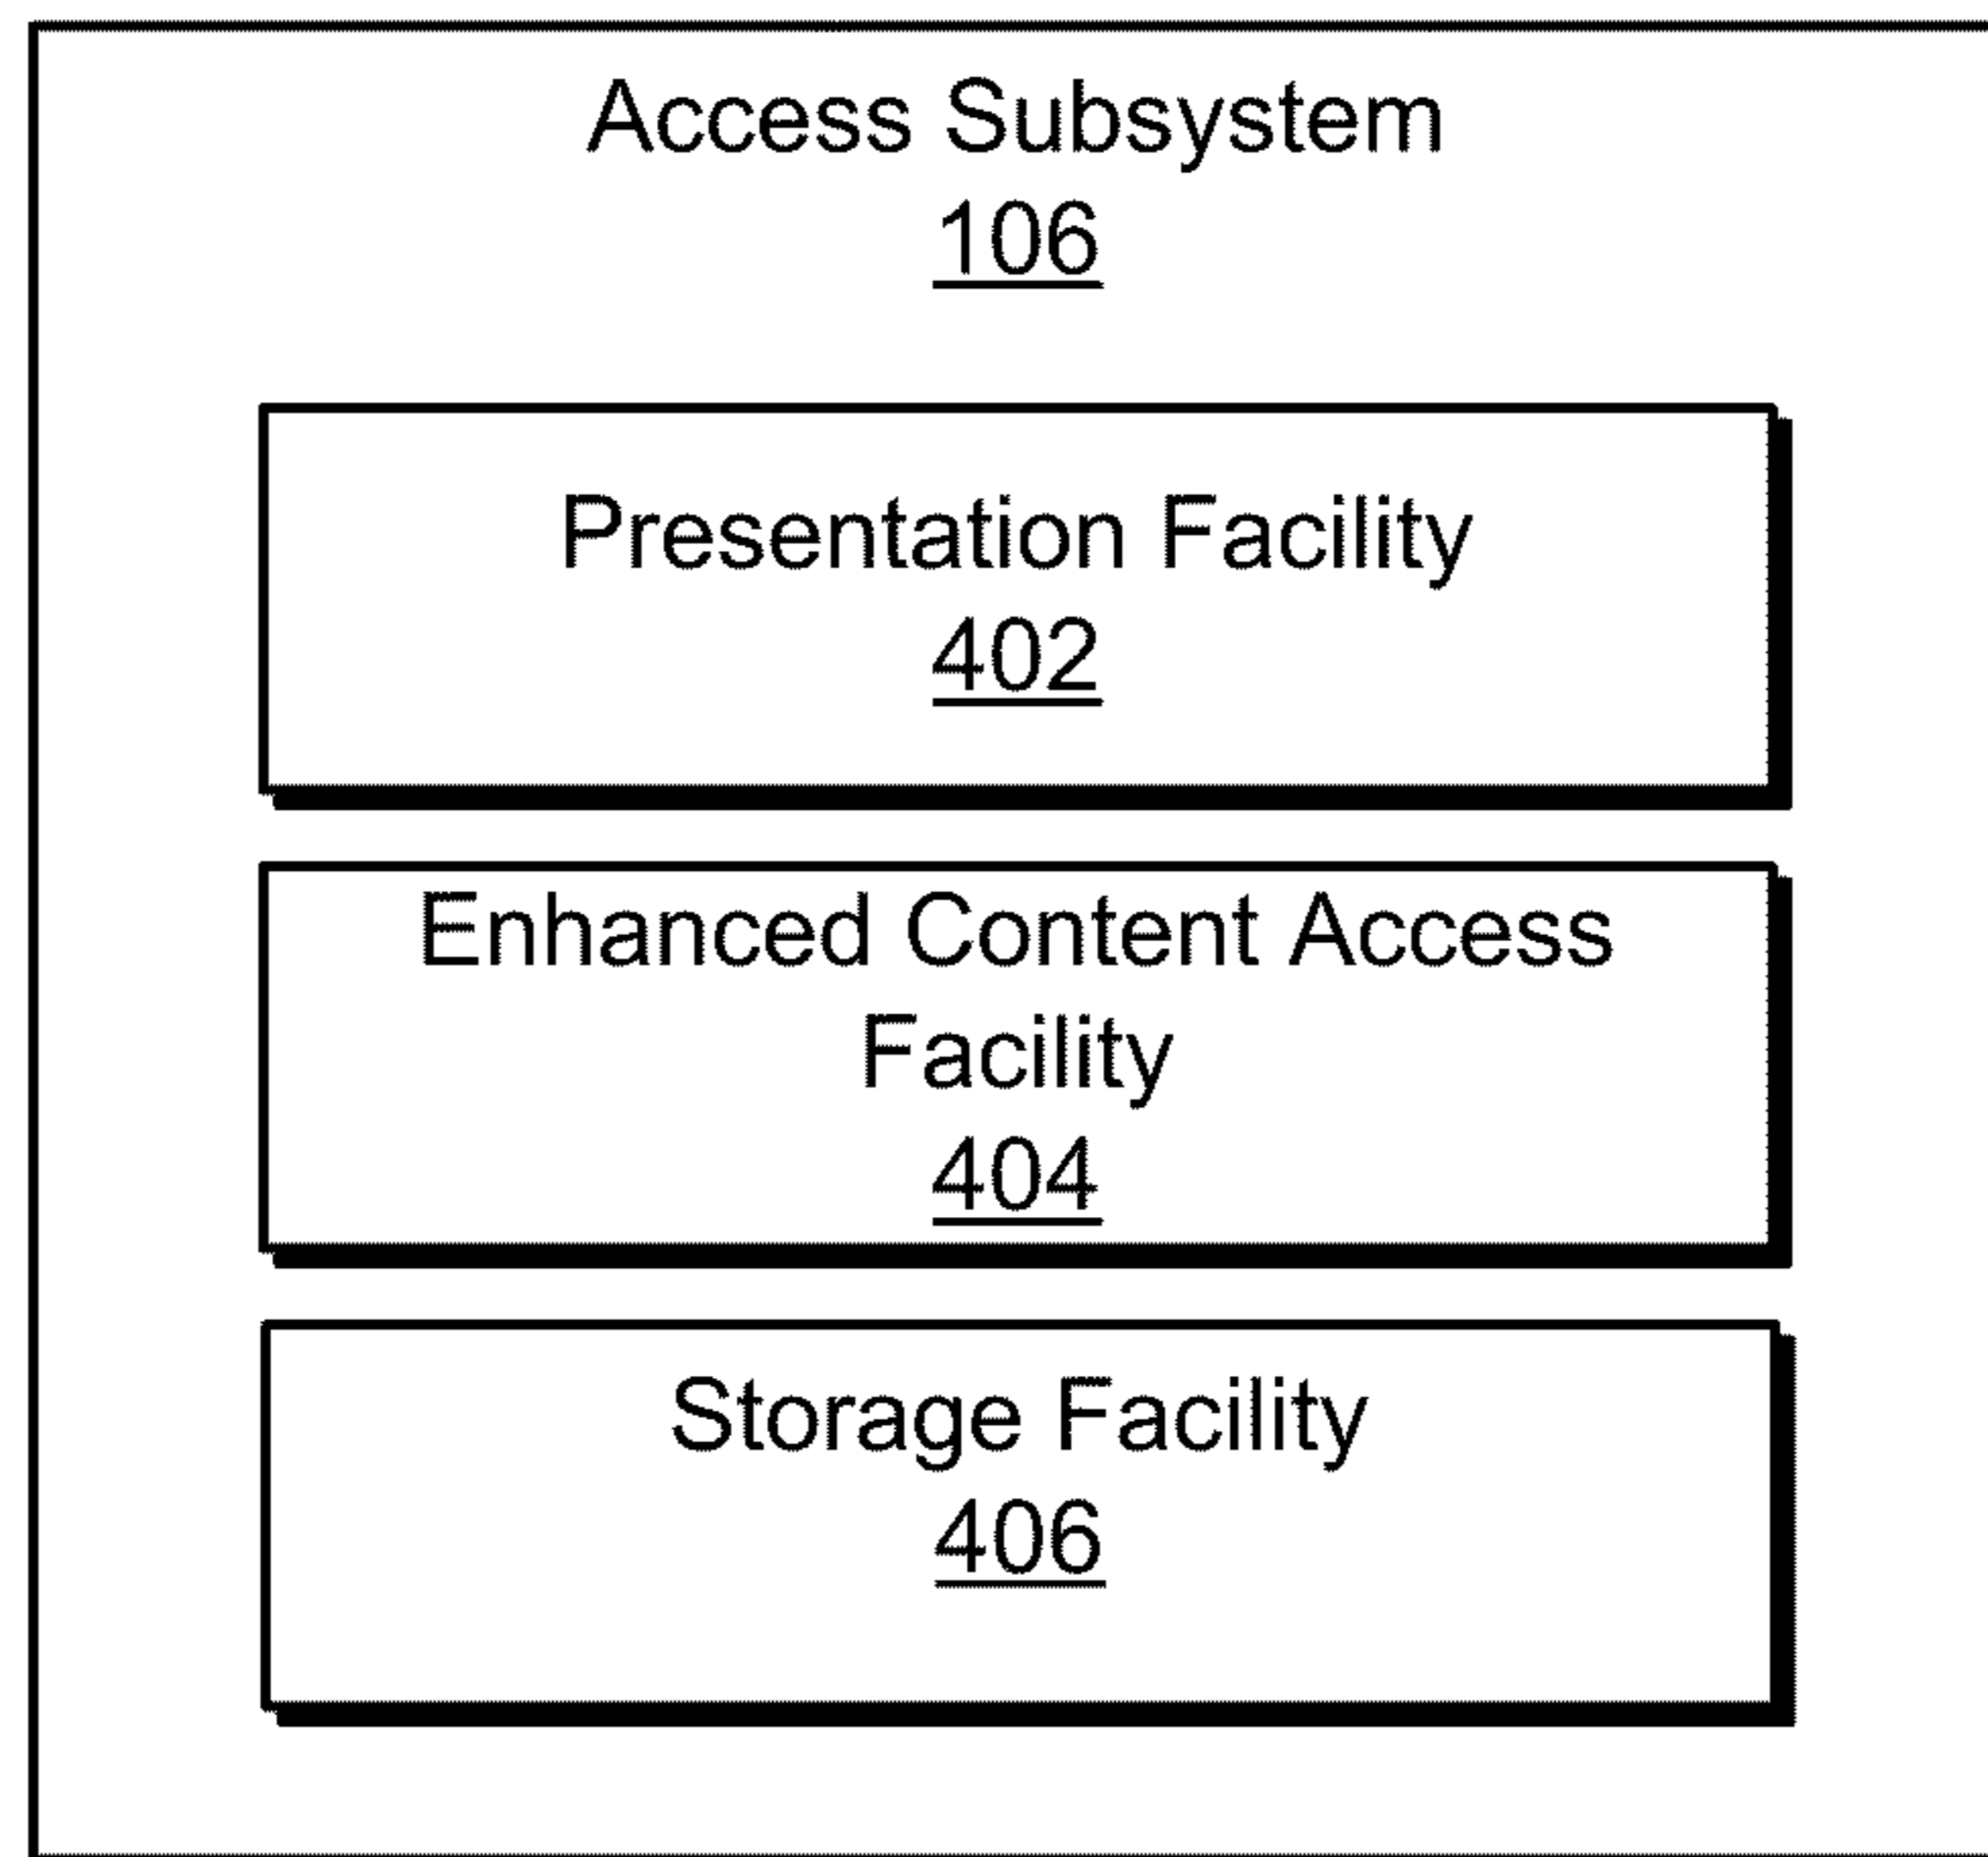 Access Subsystem
106
Presentation Facility
402
Enhanced Content Access
Facility
404
Storage Facility
406